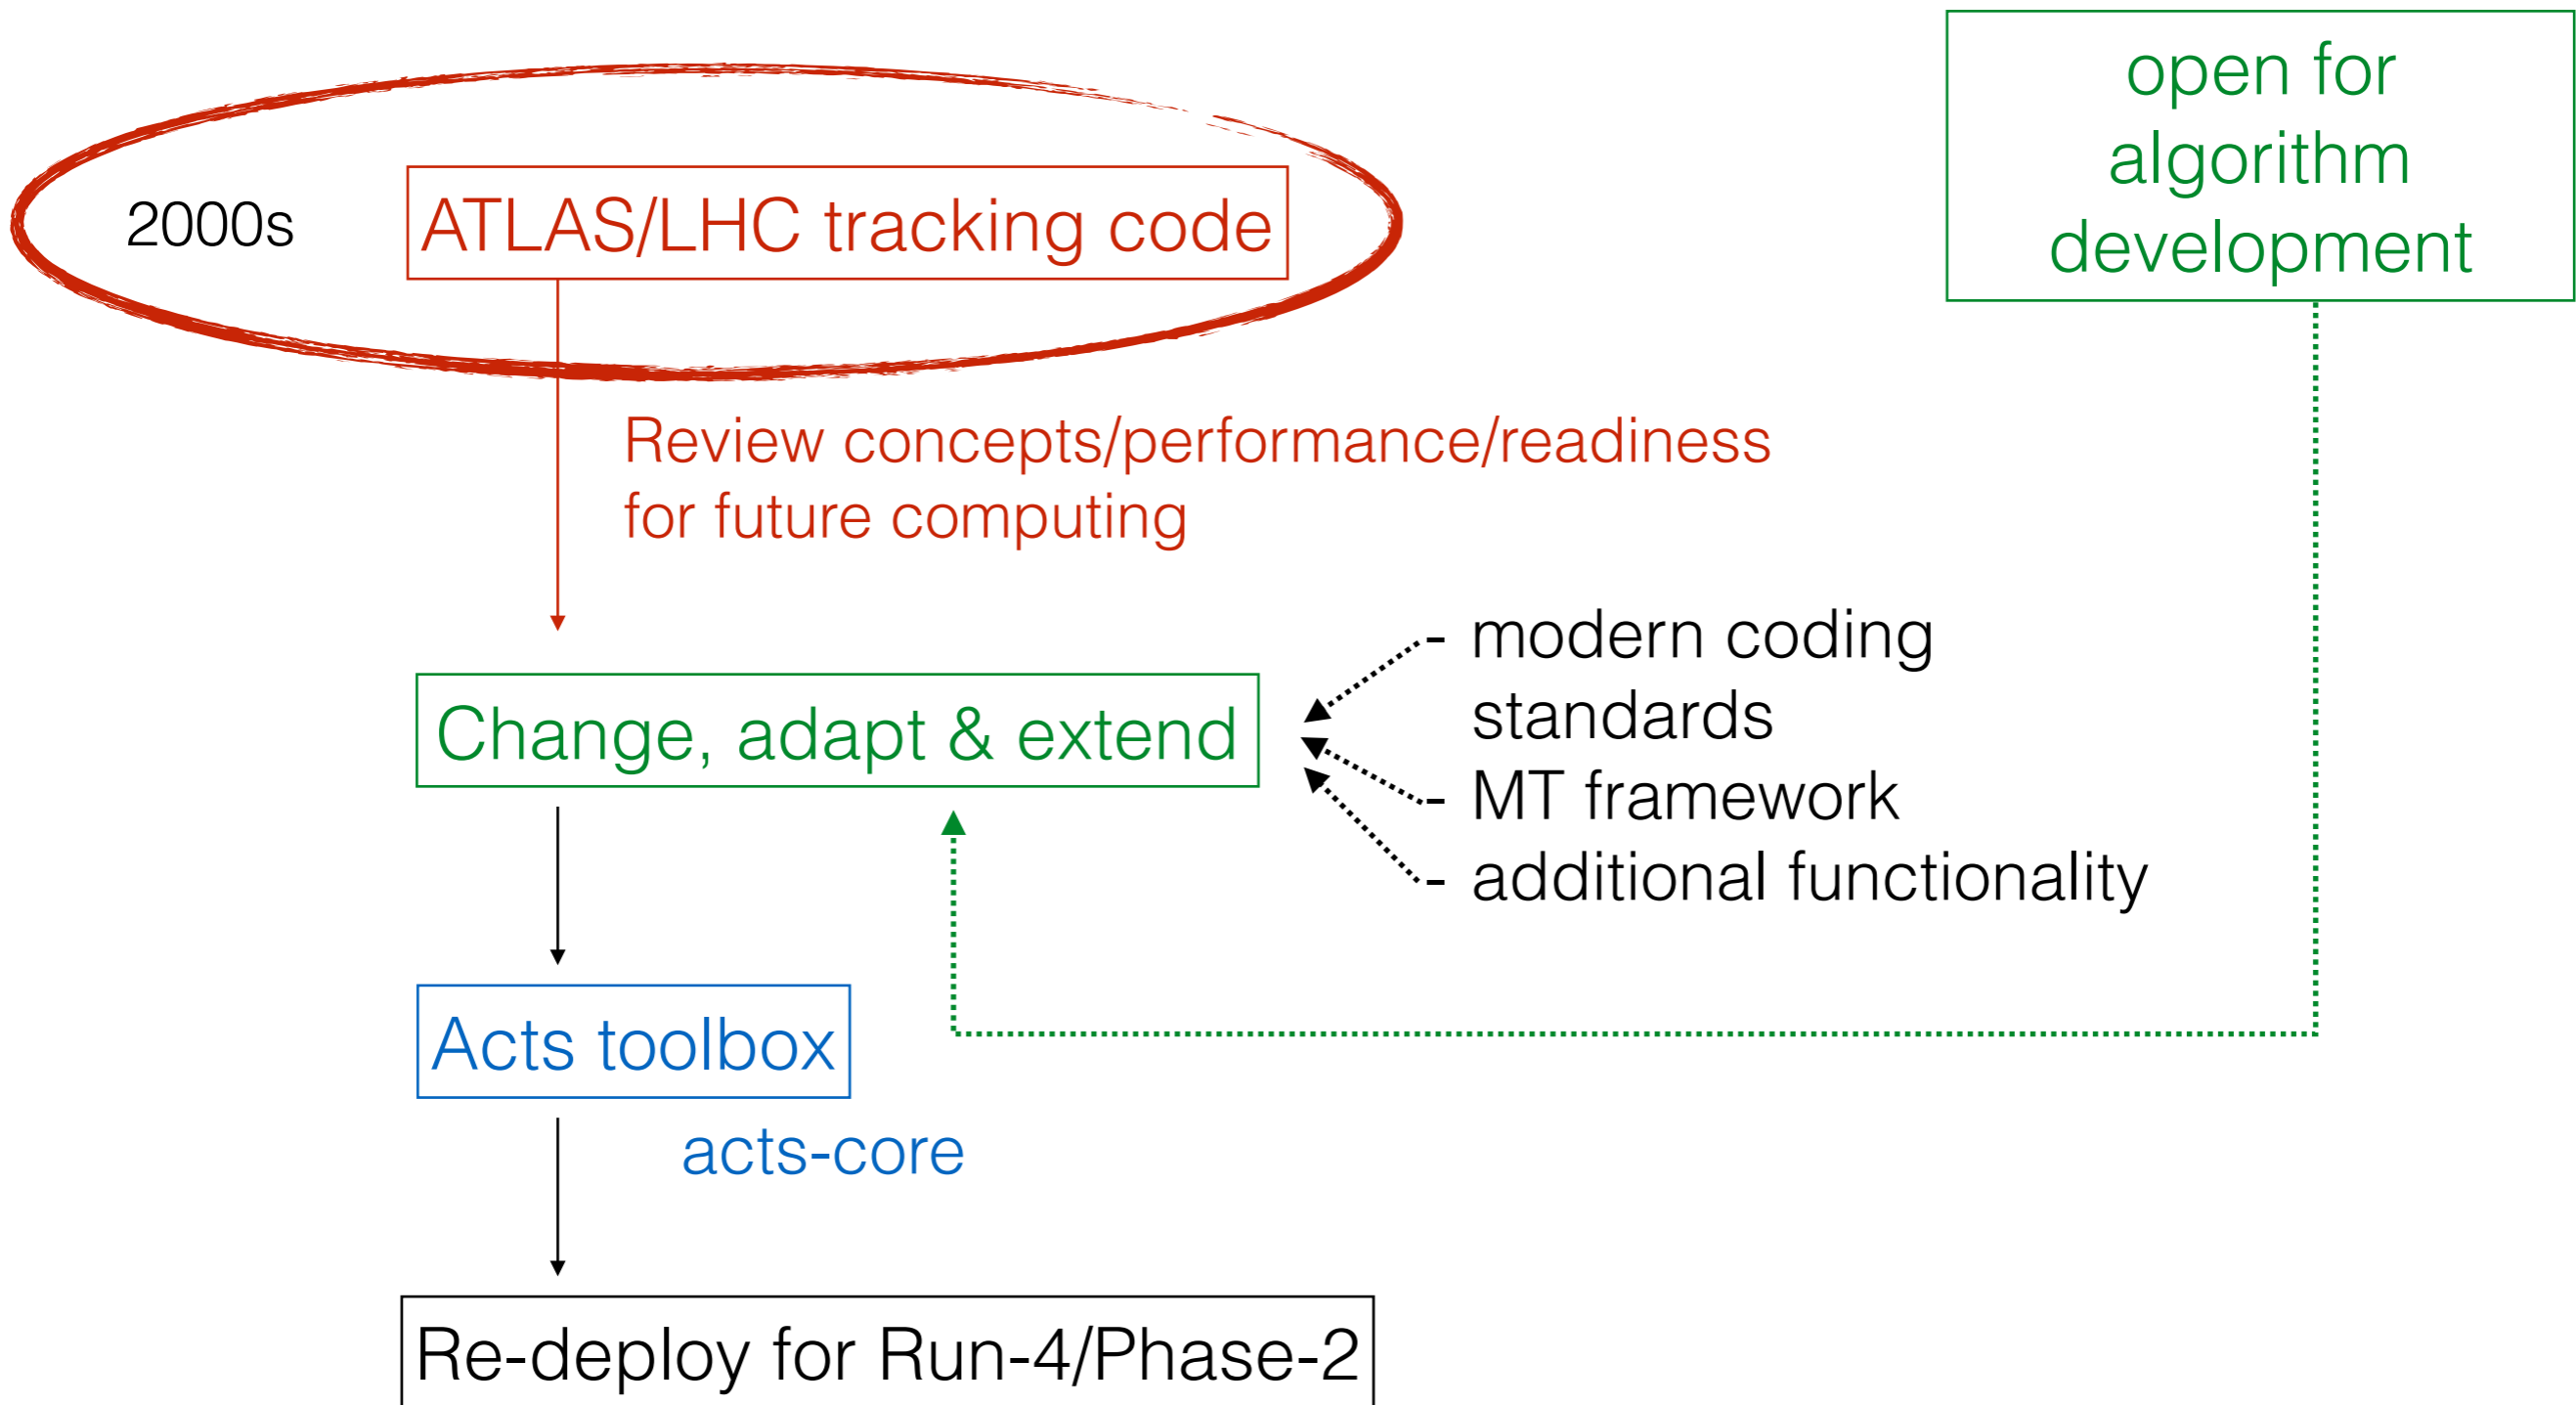 2000s
ATLAS/LHC tracking code
open for
algorithm
development
Review concepts/performance/readiness
for future computing
Change, adapt & extend
- modern coding
standards
- MT framework
- additional functionality
Acts toolbox
acts-core
Re-deploy for Run-4/Phase-2